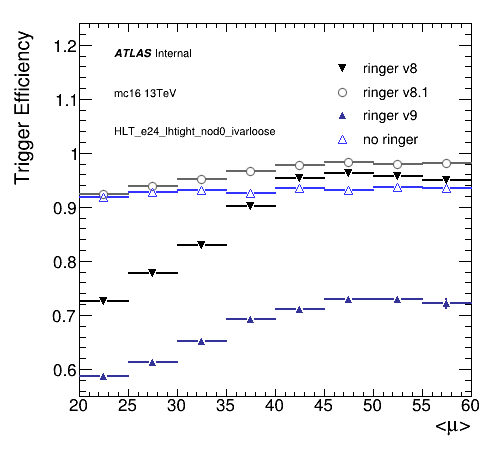 Trigger Efficiency
ATLAS Internal
mc16 13TeV
HLT_e24_lhtight_nod0_ivarloose
ringer v8
ringer v8.1
ringer v9
no ringer
1.2
1.1
1
0.9
0.8
0.7
0.6
20 25 30 35 40 45 50 55 60
<μ>